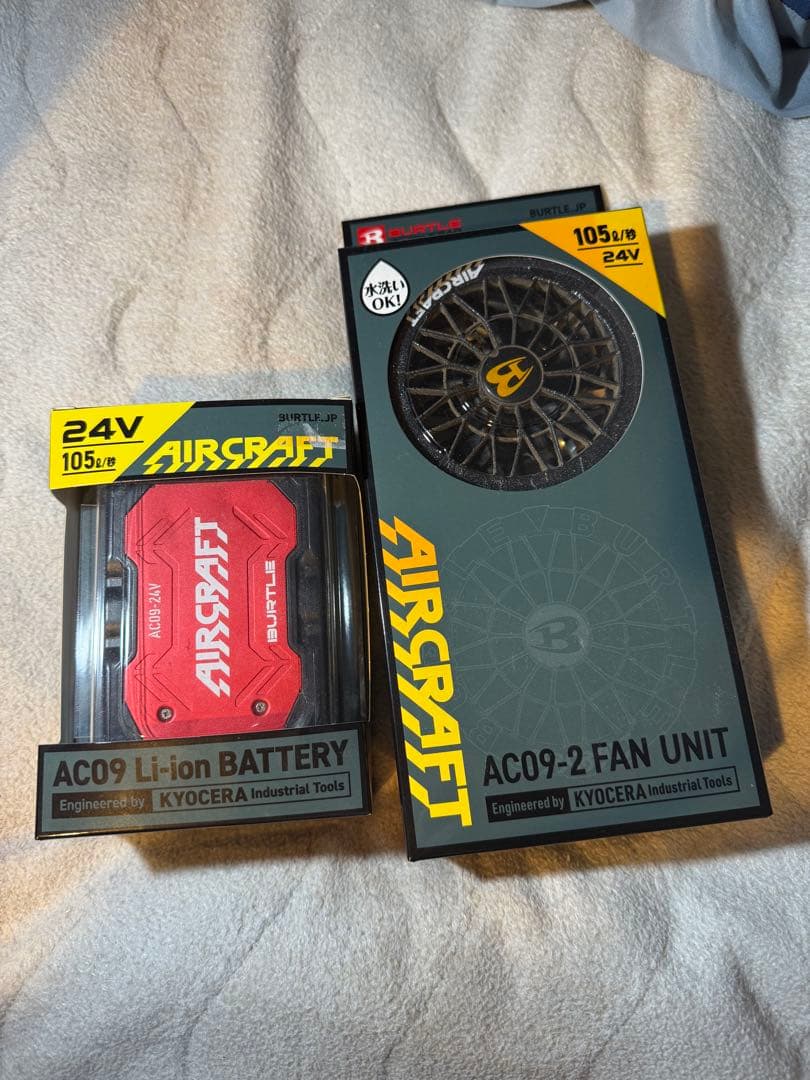 24V
105ℓ/秒
BURTLE.JP
AIRCRAFT
AC09-24V
AIRCRAFT
BURTLE
AC09 Li-ion BATTERY
Engineered by KYOCERA Industrial Tools
BURTLE
BURTLE.JP
水洗い
OK!
AIRCRAFT
105ℓ/秒
24V
AIRCRAFT
AC09-2 FAN UNIT
Engineered by KYOCERA Industrial Tools